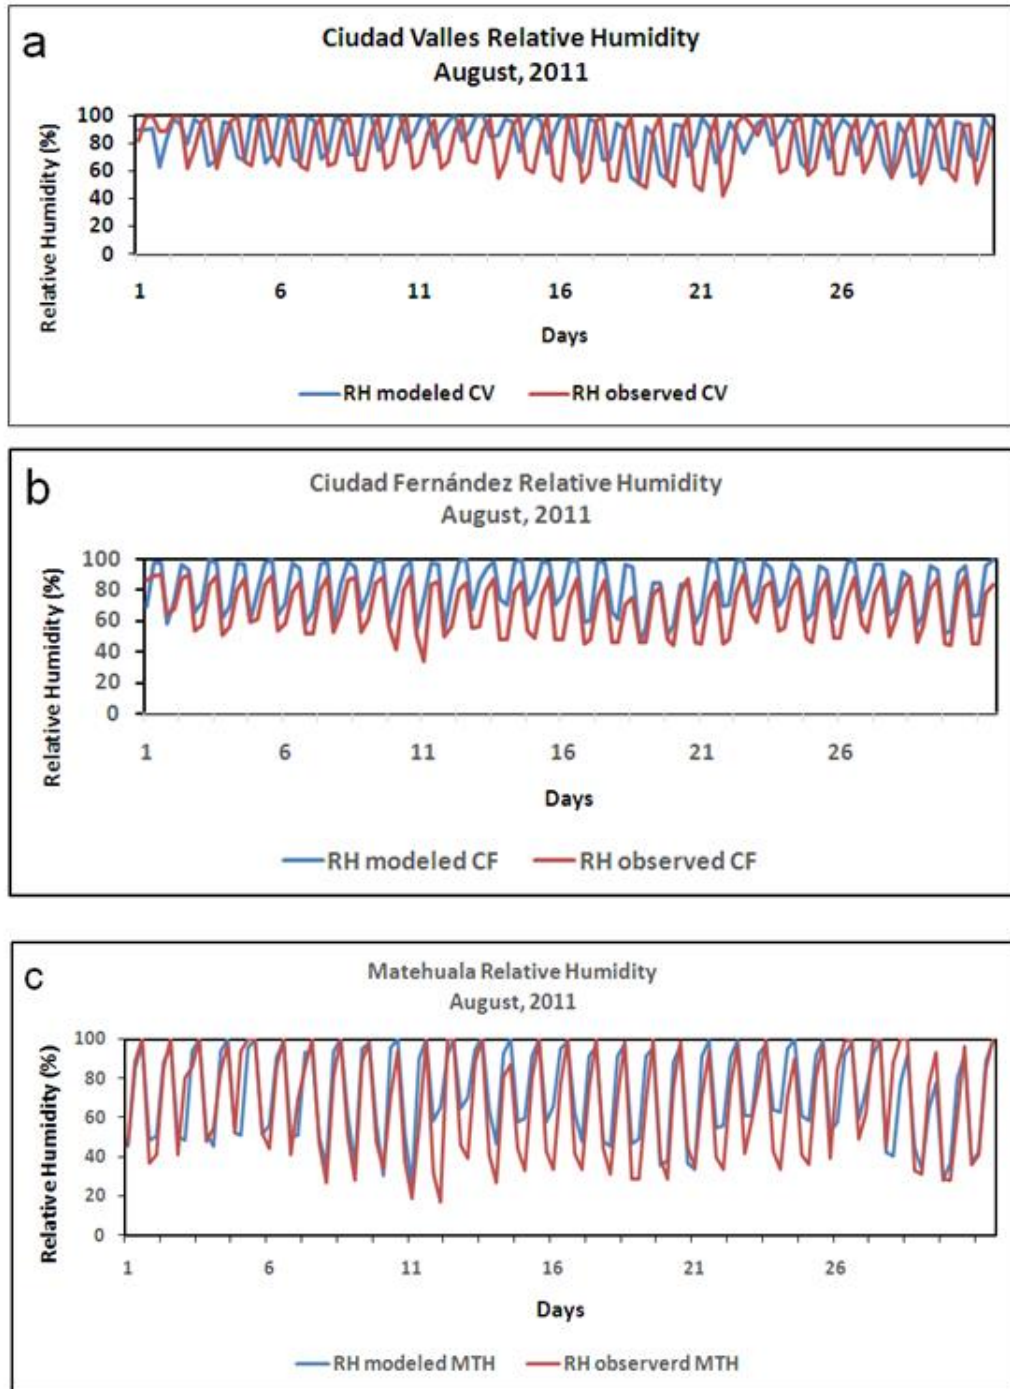 a
Ciudad Valles Relative Humidity
August, 2011
Relative Humidity (%)
100
80
60
40
20
0
1 6 11 16 21 26
Days
RH modeled CV RH observed CV
b
Ciudad Fernández Relative Humidity
August, 2011
Relative Humidity (%)
100
80
60
40
20
0
1 6 11 16 21 26
Days
RH modeled CF RH observed CF
c
Matehuala Relative Humidity
August, 2011
Relative Humidity (%)
100
80
60
40
20
0
1 6 11 16 21 26
Days
RH modeled MTH RH observerd MTH